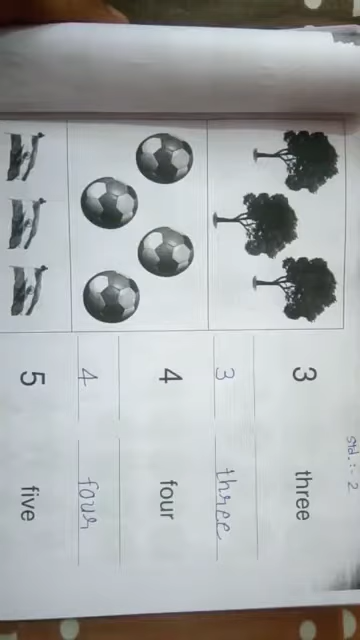 std. :- 2
3 three
3 three
4 four
4 four
5 five